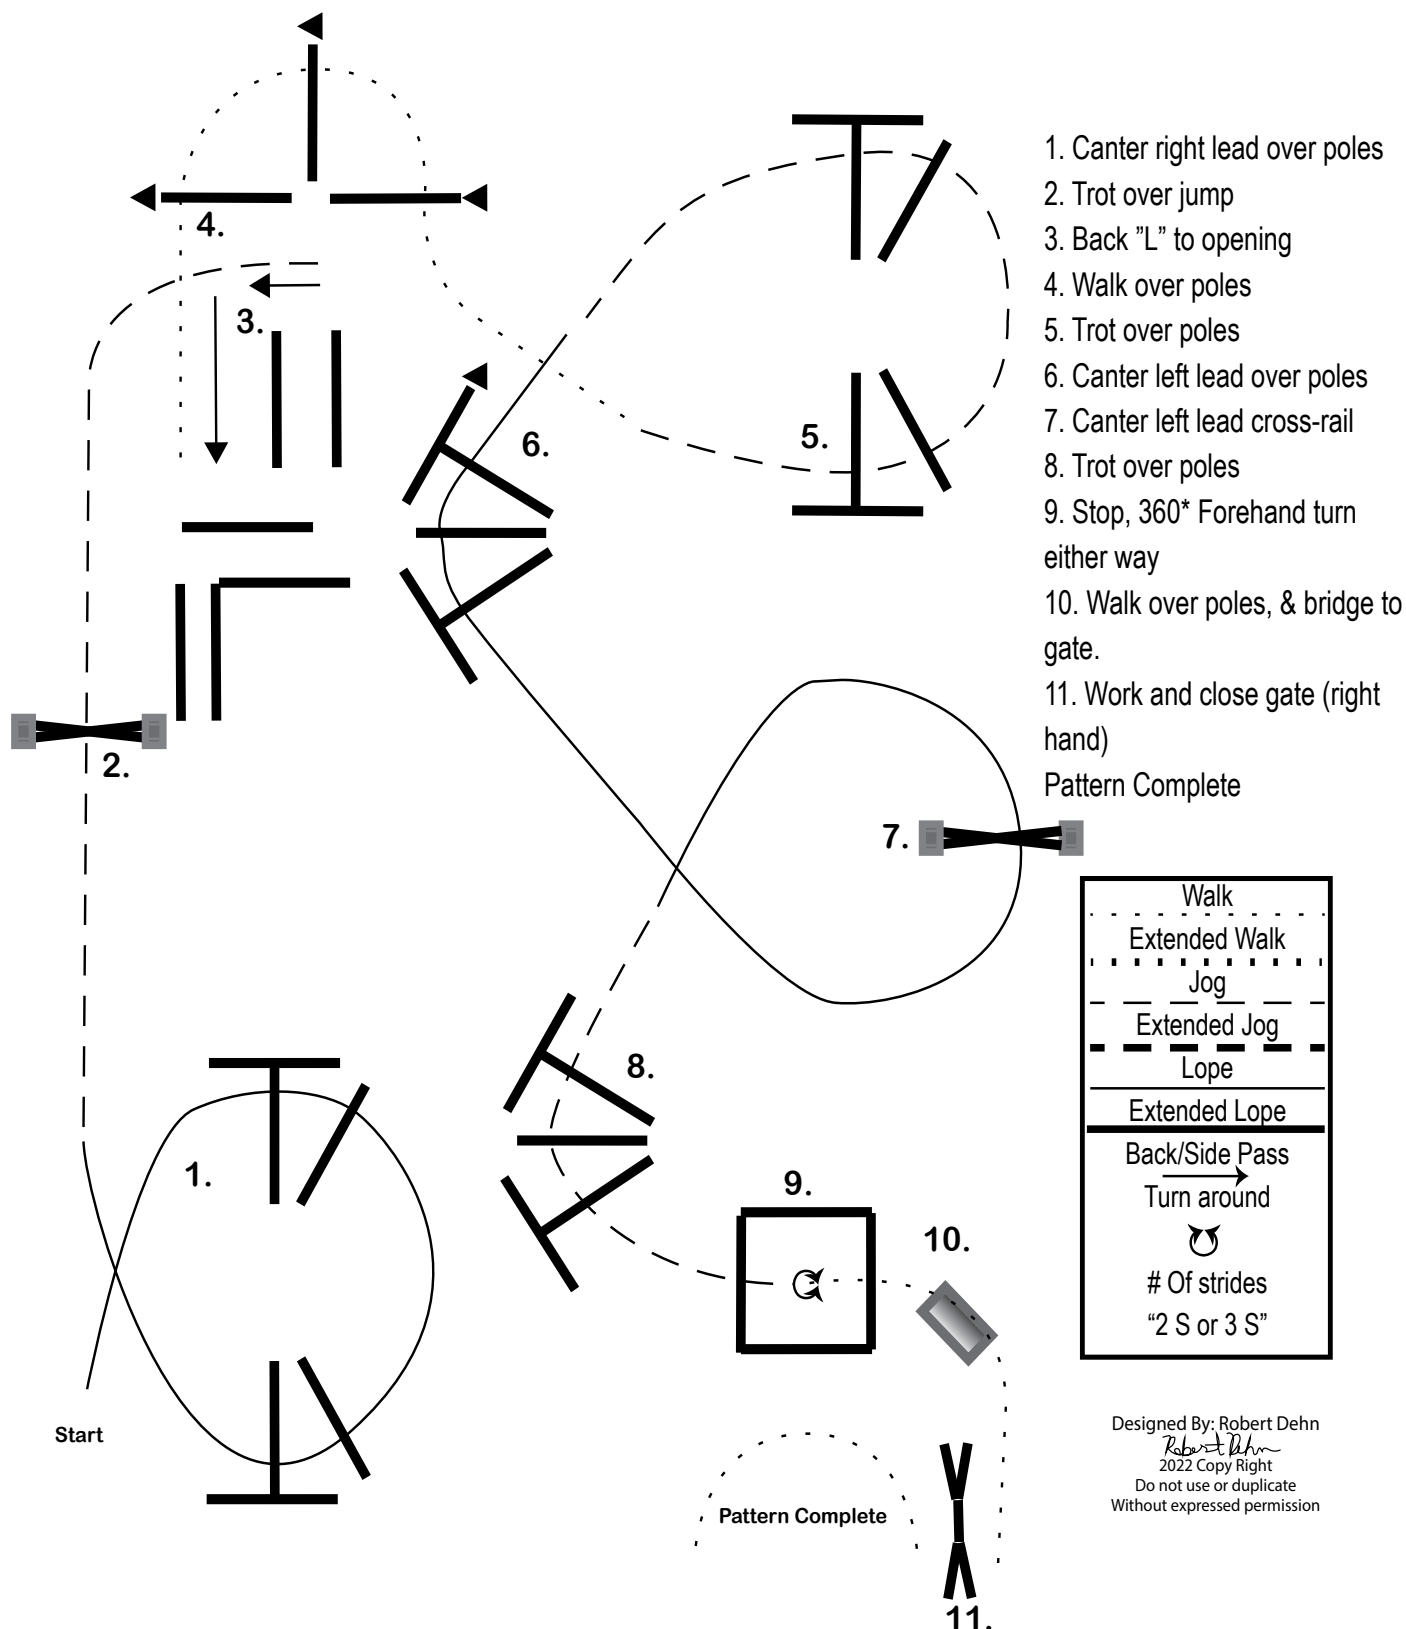 1. Canter right lead over poles
2. Trot over jump
3. Back ”L” to opening
4. Walk over poles
5. Trot over poles
6. Canter left lead over poles
7. Canter left lead cross-rail
8. Trot over poles
9. Stop, 360* Forehand turn
either way
10. Walk over poles, & bridge to
gate.
11. Work and close gate (right
hand)
Pattern Complete
4.
3.
6.
5.
2.
7.
8.
1.
9.
10.
Start
Pattern Complete
11.
Walk
Extended Walk
Jog
Extended Jog
Lope
Extended Lope
Back/Side Pass
Turn around
# Of strides
“2 S or 3 S”
Designed By: Robert Dehn
Robert Dehn
2022 Copy Right
Do not use or duplicate
Without expressed permission